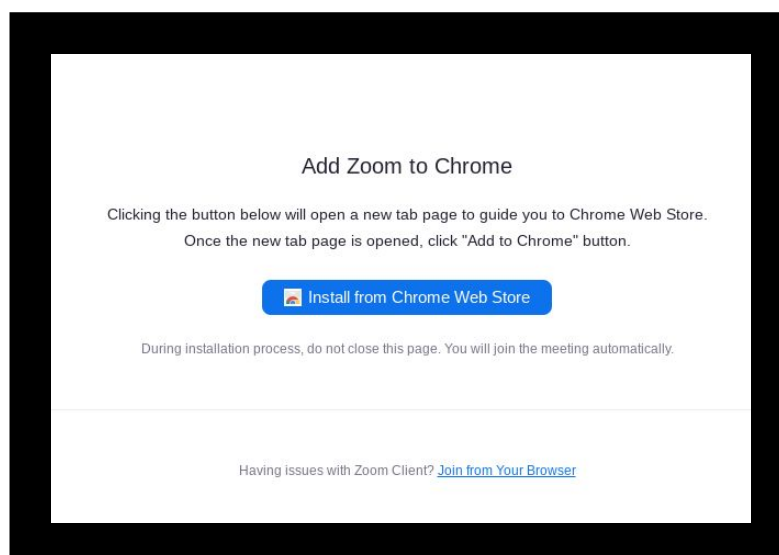 Add Zoom to Chrome
Clicking the button below will open a new tab page to guide you to Chrome Web Store.
Once the new tab page is opened, click "Add to Chrome" button.
Install from Chrome Web Store
During installation process, do not close this page. You will join the meeting automatically.
Having issues with Zoom Client? Join from Your Browser